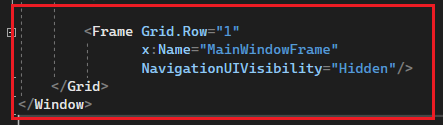 <Frame Grid.Row="1"
x:Name="MainWindowFrame"
NavigationUIVisibility="Hidden"/>
</Grid>
</Window>